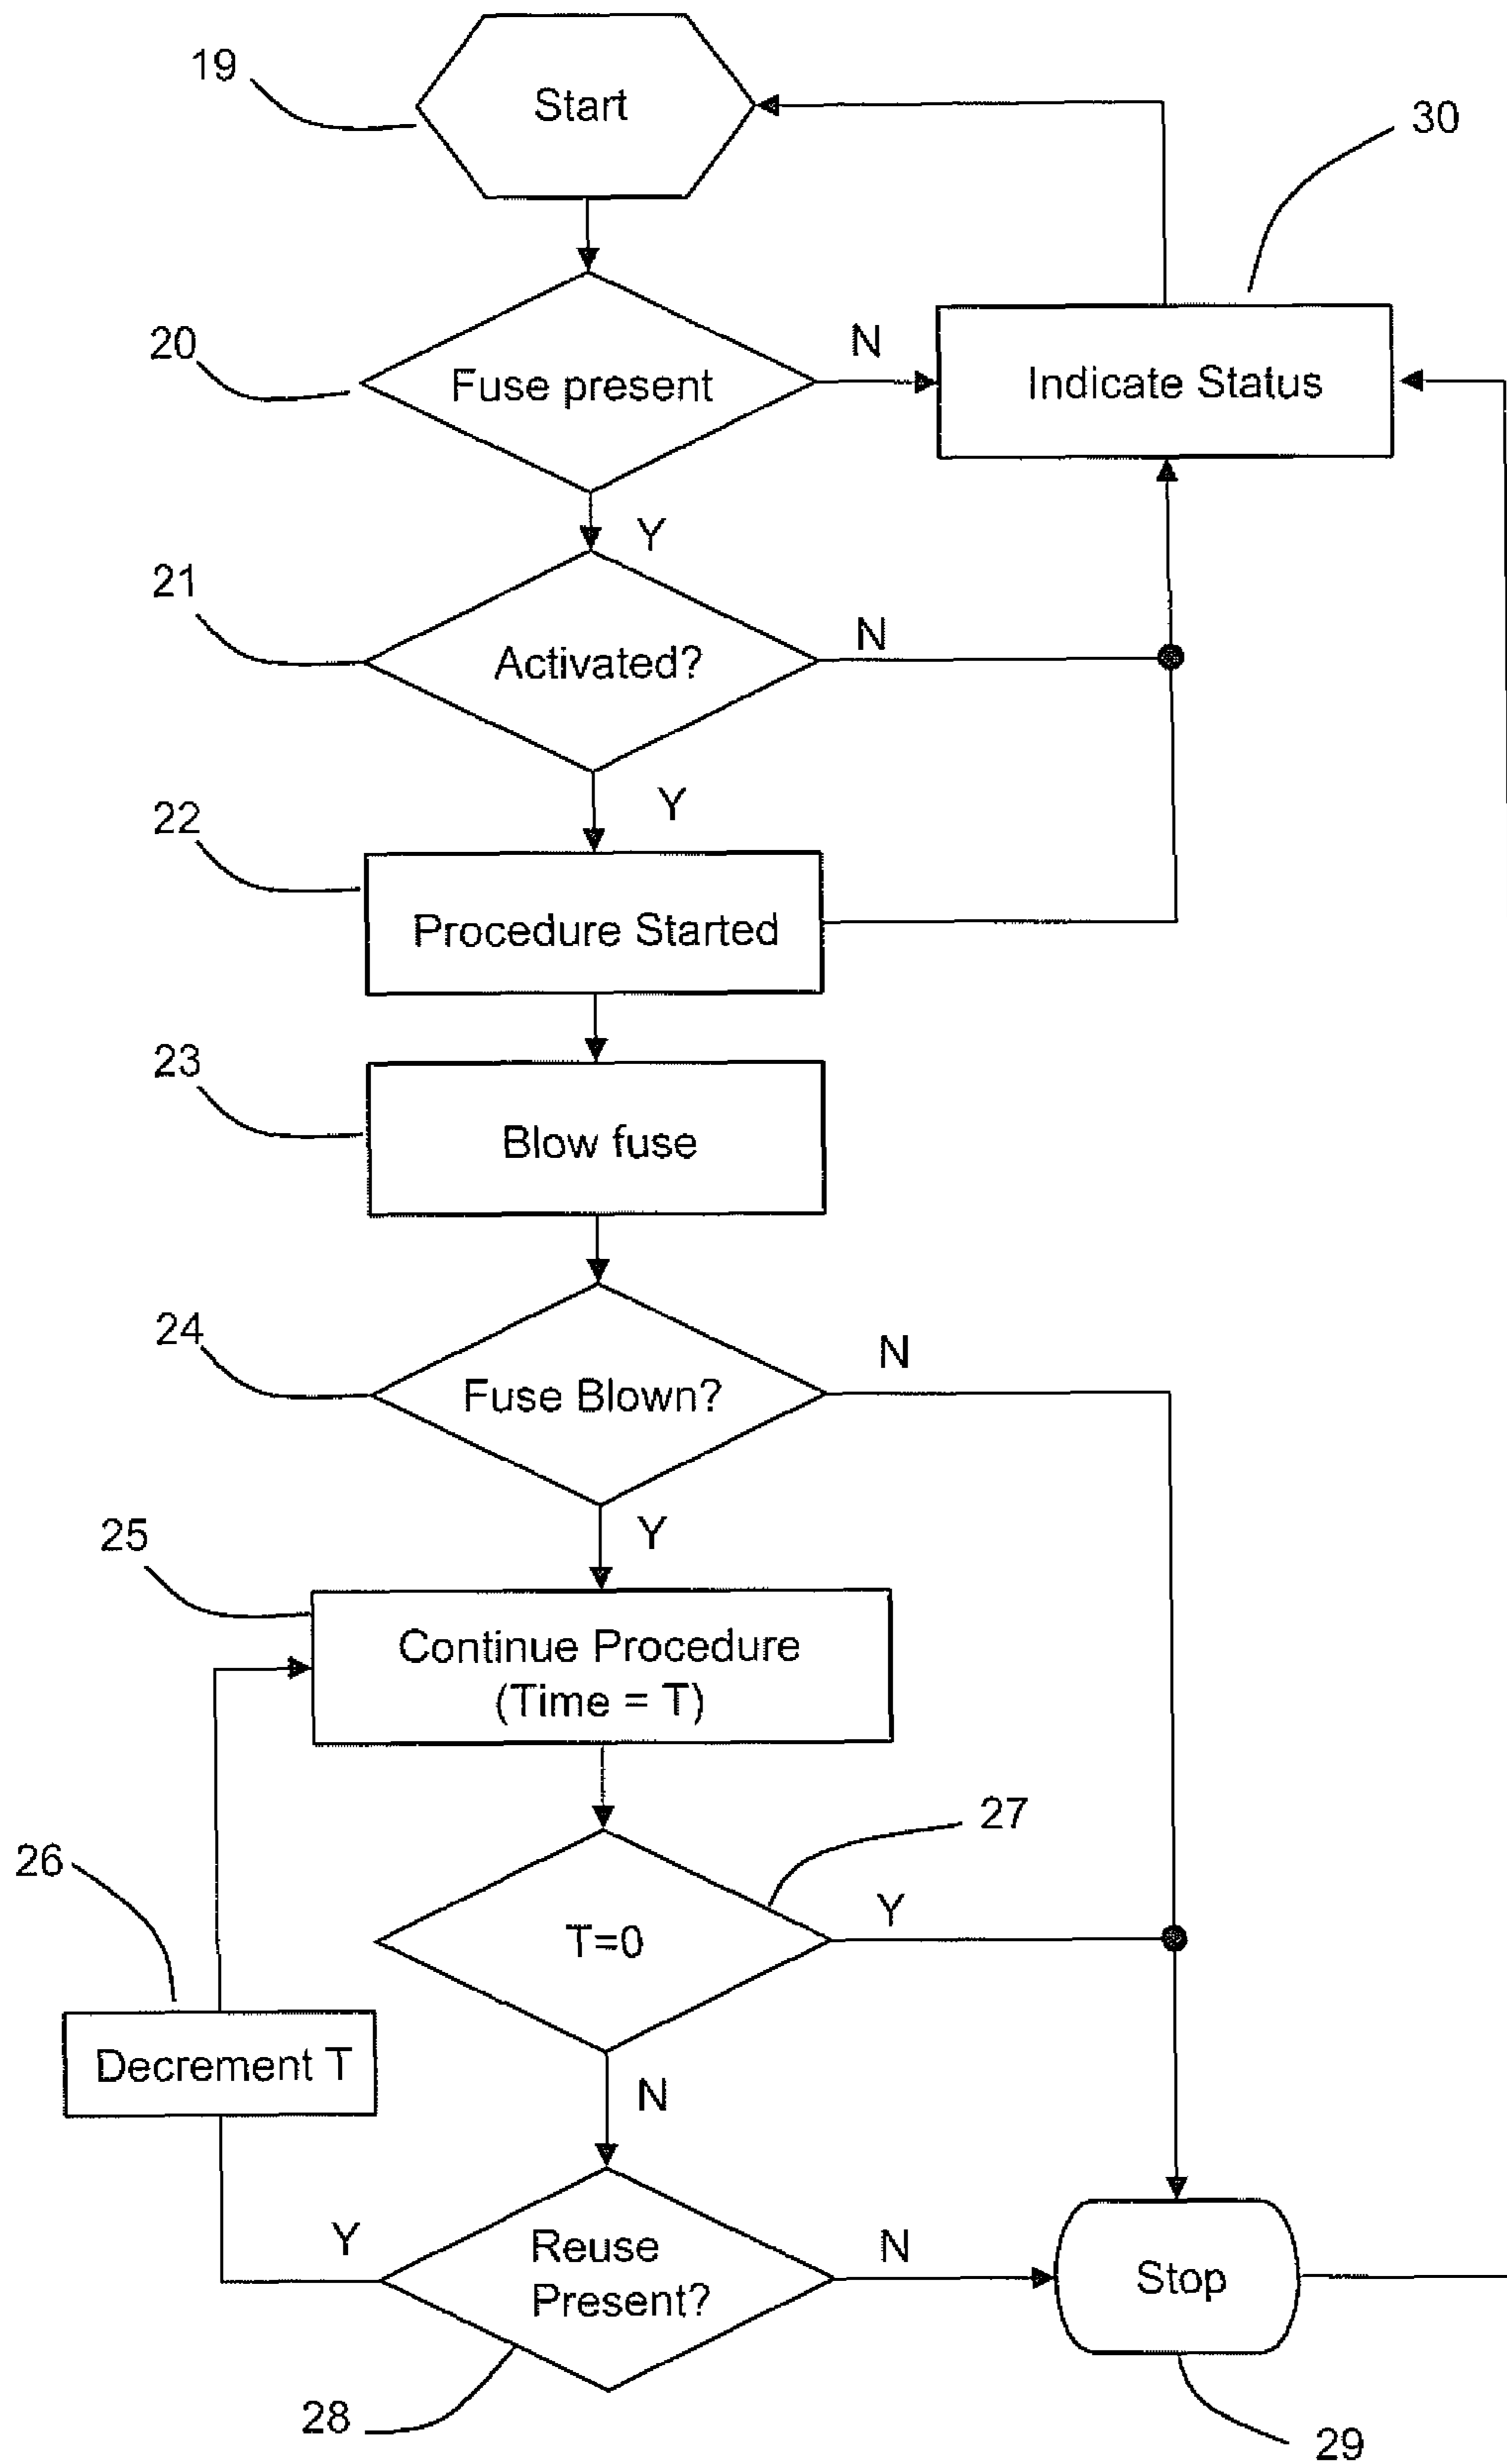 19
Start
30
20
Fuse present
N
Indicate Status
Y
21
Activated?
N
Y
22
Procedure Started
23
Blow fuse
24
Fuse Blown?
N
Y
25
Continue Procedure
(Time = T)
27
26
T=0
Y
Decrement T
N
Y
Reuse
Present?
N
Stop
28
29